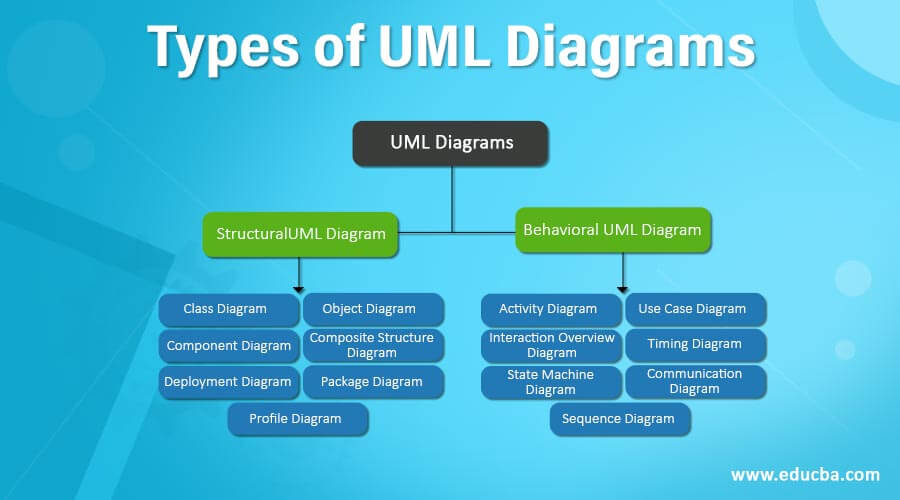 Types of UML Diagrams
UML Diagrams
StructuralUML Diagram
Behavioral UML Diagram
Class Diagram
Object Diagram
Component Diagram
Composite Structure
Diagram
Deployment Diagram
Package Diagram
Profile Diagram
Activity Diagram
Use Case Diagram
Interaction Overview
Diagram
Timing Diagram
State Machine
Diagram
Communication
Diagram
Sequence Diagram
www.educba.com